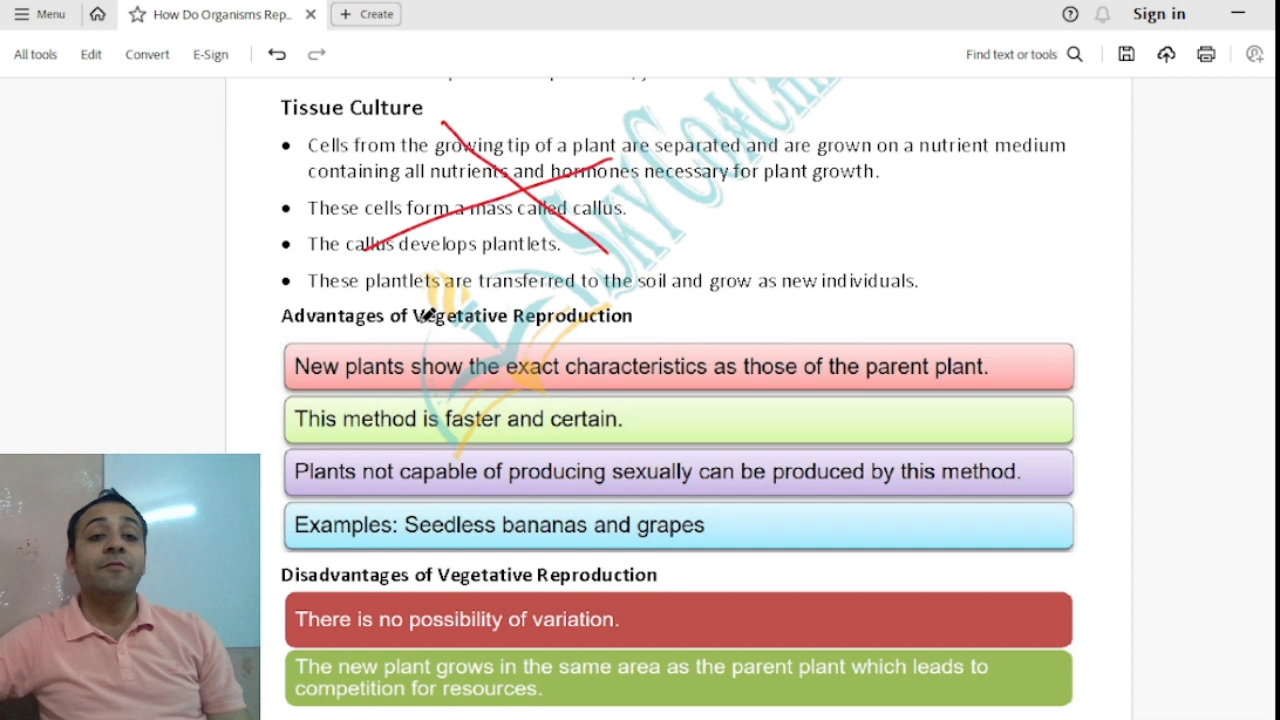 Menu
How Do Organisms Rep...
Create
Sign in
All tools
Edit
Convert
E-Sign
Find text or tools
Tissue Culture
Cells from the growing tip of a plant are separated and are grown on a nutrient medium
containing all nutrients and hormones necessary for plant growth.
These cells form a mass called callus.
The callus develops plantlets.
These plantlets are transferred to the soil and grow as new individuals.
Advantages of Vegetative Reproduction
New plants show the exact characteristics as those of the parent plant.
This method is faster and certain.
Plants not capable of producing sexually can be produced by this method.
Examples: Seedless bananas and grapes
Disadvantages of Vegetative Reproduction
There is no possibility of variation.
The new plant grows in the same area as the parent plant which leads to
competition for resources.